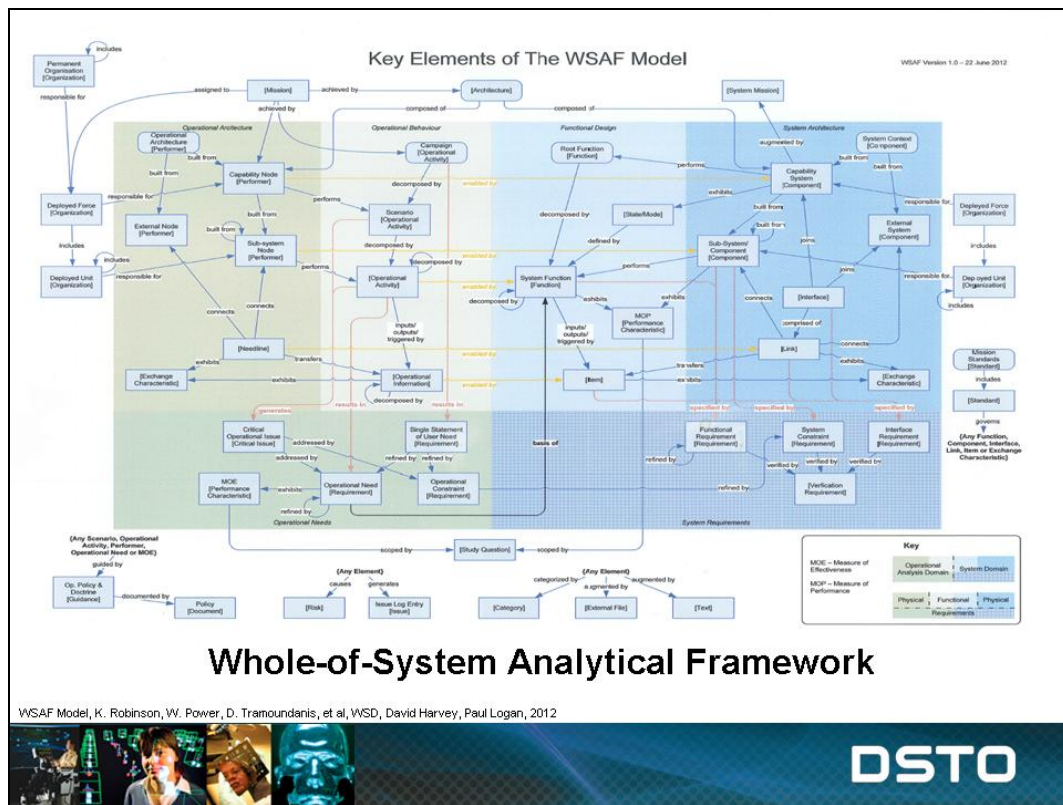 Key Elements of The WSAF Model
WSAF Version 1.0 – 22 June 2012
includes
Permanent
Organisation
[Organization]
responsible for
assigned to
[Mission]
achieved by
[Architecture]
[System Mission]
achieved by
composed of
composed of
augmented by
Operational Arcitecture
Operational Behaviour
Functional Design
System Architecture
Operational
Architecture
[Performer]
Campaign
[Operational
Activity]
Root Function
[Function]
System Context
[Component]
built from
built from
Capability Node
[Performer]
performs
decomposed by
enabled by
performs
exhibits
Capability
System
[Component]
built from
built from
Deployed Force
[Organization]
responsible for
External Node
[Performer]
built from
built from
Scenario
[Operational
Activity]
decomposed by
decomposed by
[State/Mode]
defined by
built from
built from
External
System
[Component]
responsible for
Deployed Force
[Organization]
includes
includes
Deployed Unit
[Organization]
responsible for
Sub-system
Node
[Performer]
performs
enabled by
decomposed by
[Operational
Activity]
enabled by
System Function
[Function]
decomposed by
performs
Sub-System/
Component
[Component]
joins
joins
responsible for
includes
Deployed Unit
[Organization]
includes
connects
connects
inputs/
outputs/
triggered by
exhibits
inputs/
outputs/
triggered by
MOP
[Performance
Characteristic]
exhibits
connects
[Interface]
comprised of
[Needline]
enabled by
[Link]
connects
exhibits
transfers
transfers
exhibits
[Exchange
Characteristic]
exhibits
[Operational
Information]
decomposed by
enabled by
[Item]
exhibits
[Exchange
Characteristic]
Mission
Standards
[Standard]
includes
[Standard]
governs
{Any Function,
Component, Interface,
Link, Item or Exchange
Characteristic}
generates
results in
results in
specified by
specified by
specified by
Critical
Operational Issue
[Critical Issue]
addressed by
addressed by
Single Statement
of User Need
[Requirement]
refined by
refined by
basis of
Functional
Requirement
[Requirement]
refined by
System
Constraint
[Requirement]
Interface
Requirement
[Requirement]
verified by
verified by
verified by
MOE
[Performance
Characteristic]
exhibits
Operational Need
[Requirement]
refined by
Operational
Constraint
[Requirement]
refined by
[Verification
Requirement]
Operational Needs
System Requirements
{Any Scenario, Operational
Activity, Performer,
Operational Need or MOE}
guided by
Op. Policy &
Doctrine
[Guidance]
documented by
Policy
[Document]
scoped by
[Study Question]
scoped by
{Any Element}
causes
generates
[Risk]
Issue Log Entry
[Issue]
{Any Element}
categorized by
augmented by
augmented by
[Category]
[External File]
[Text]
Key
MOE – Measure of
Effectiveness
MOP – Measure of
Performance
Operational
Analysis Domain
System Domain
Physical
Functional
Physical
Requirements
Whole-of-System Analytical Framework
WSAF Model, K. Robinson, W. Power, D. Tramoundanis, et al, WSD, David Harvey, Paul Logan, 2012
DSTO